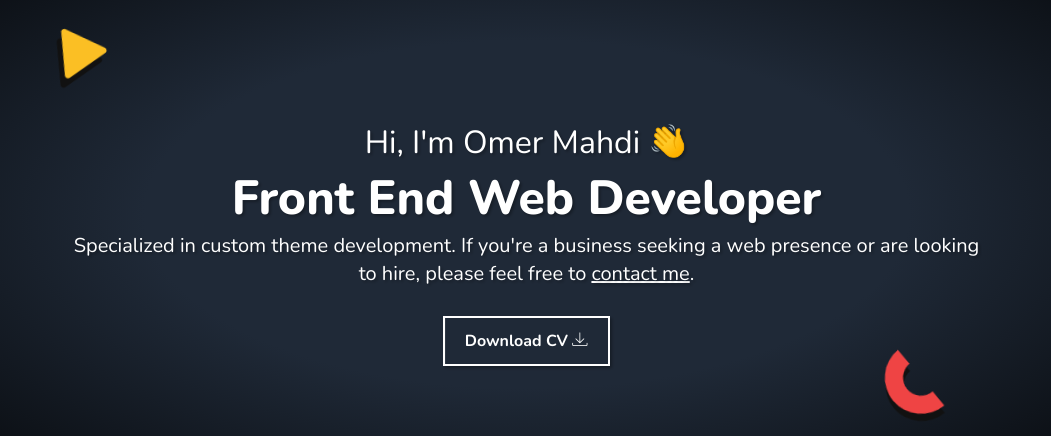 Hi, I'm Omer Mahdi 👋
Front End Web Developer
Specialized in custom theme development. If you're a business seeking a web presence or are looking
to hire, please feel free to contact me.
Download CV